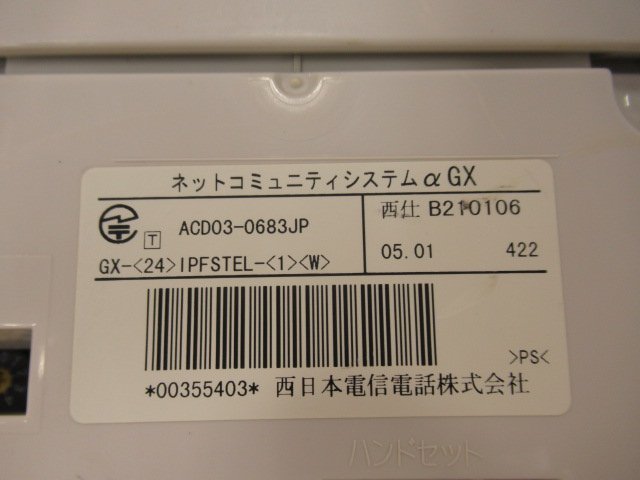 ネットコミュニティシステムαGX
T ACD03-0683JP
西仕 B210106
GX-<24>IPFSTEL-<1><W>
05.01 422
>PS<
*00355403* 西日本電信電話株式会社
ハンドセット